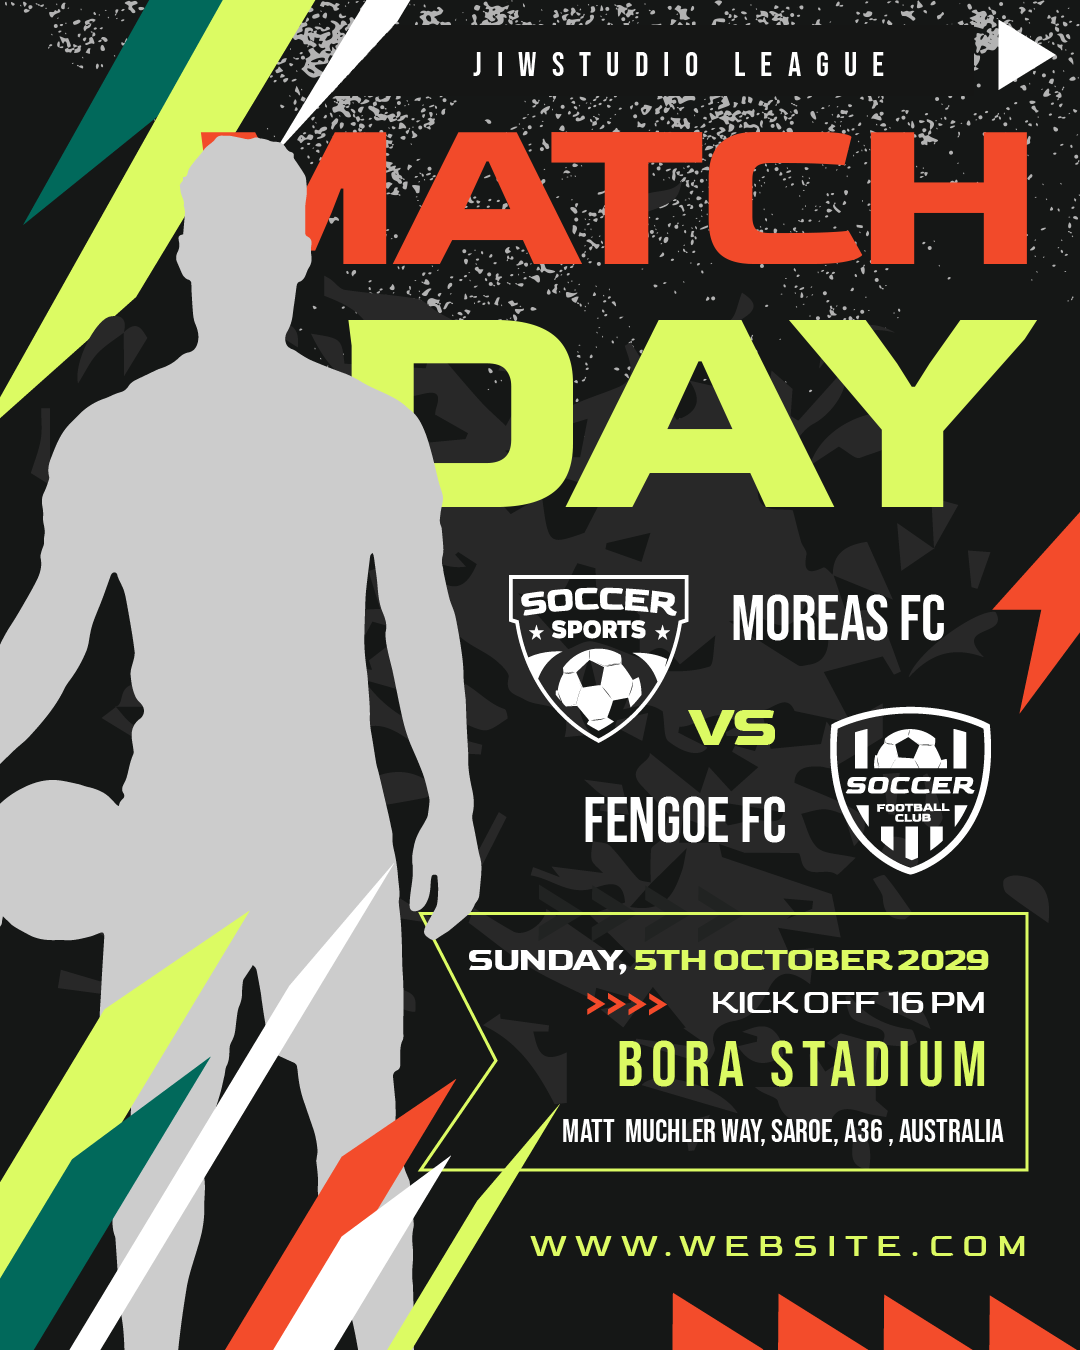 JIWSTUDIO LEAGUE
MATCH
DAY
SOCCER
SPORTS
MOREAS FC
VS
FENGOE FC
SOCCER
FOOTBALL
CLUB
SUNDAY, 5TH OCTOBER 2029
>>>> KICK OFF 16 PM
BORA STADIUM
MATT MUCHLER WAY, SAROE, A36 , AUSTRALIA
WWW.WEBSITE.COM